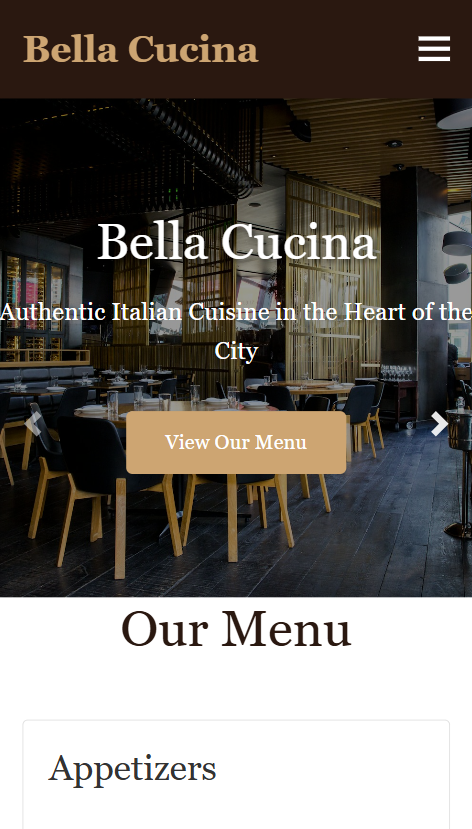 Bella Cucina
Bella Cucina
Authentic Italian Cuisine in the Heart of the
City
View Our Menu
Our Menu
Appetizers